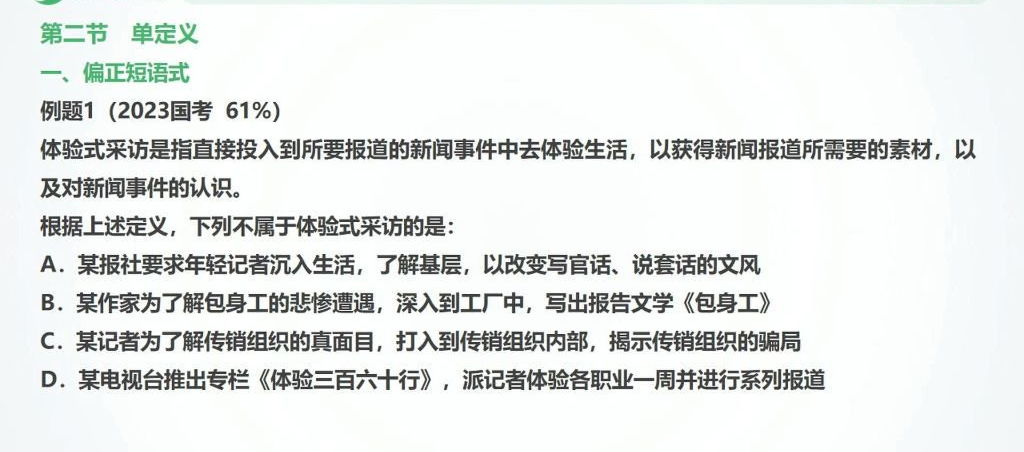 第二节 单定义
一、偏正短语式
例题1（2023国考 61%）
体验式采访是指直接投入到所要报道的新闻事件中去体验生活，以获得新闻报道所需要的素材，以
及对新闻事件的认识。
根据上述定义，下列不属于体验式采访的是：
A．某报社要求年轻记者沉入生活，了解基层，以改变写官话、说套话的文风
B．某作家为了解包身工的悲惨遭遇，深入到工厂中，写出报告文学《包身工》
C．某记者为了解传销组织的真面目，打入到传销组织内部，揭示传销组织的骗局
D．某电视台推出专栏《体验三百六十行》，派记者体验各职业一周并进行系列报道